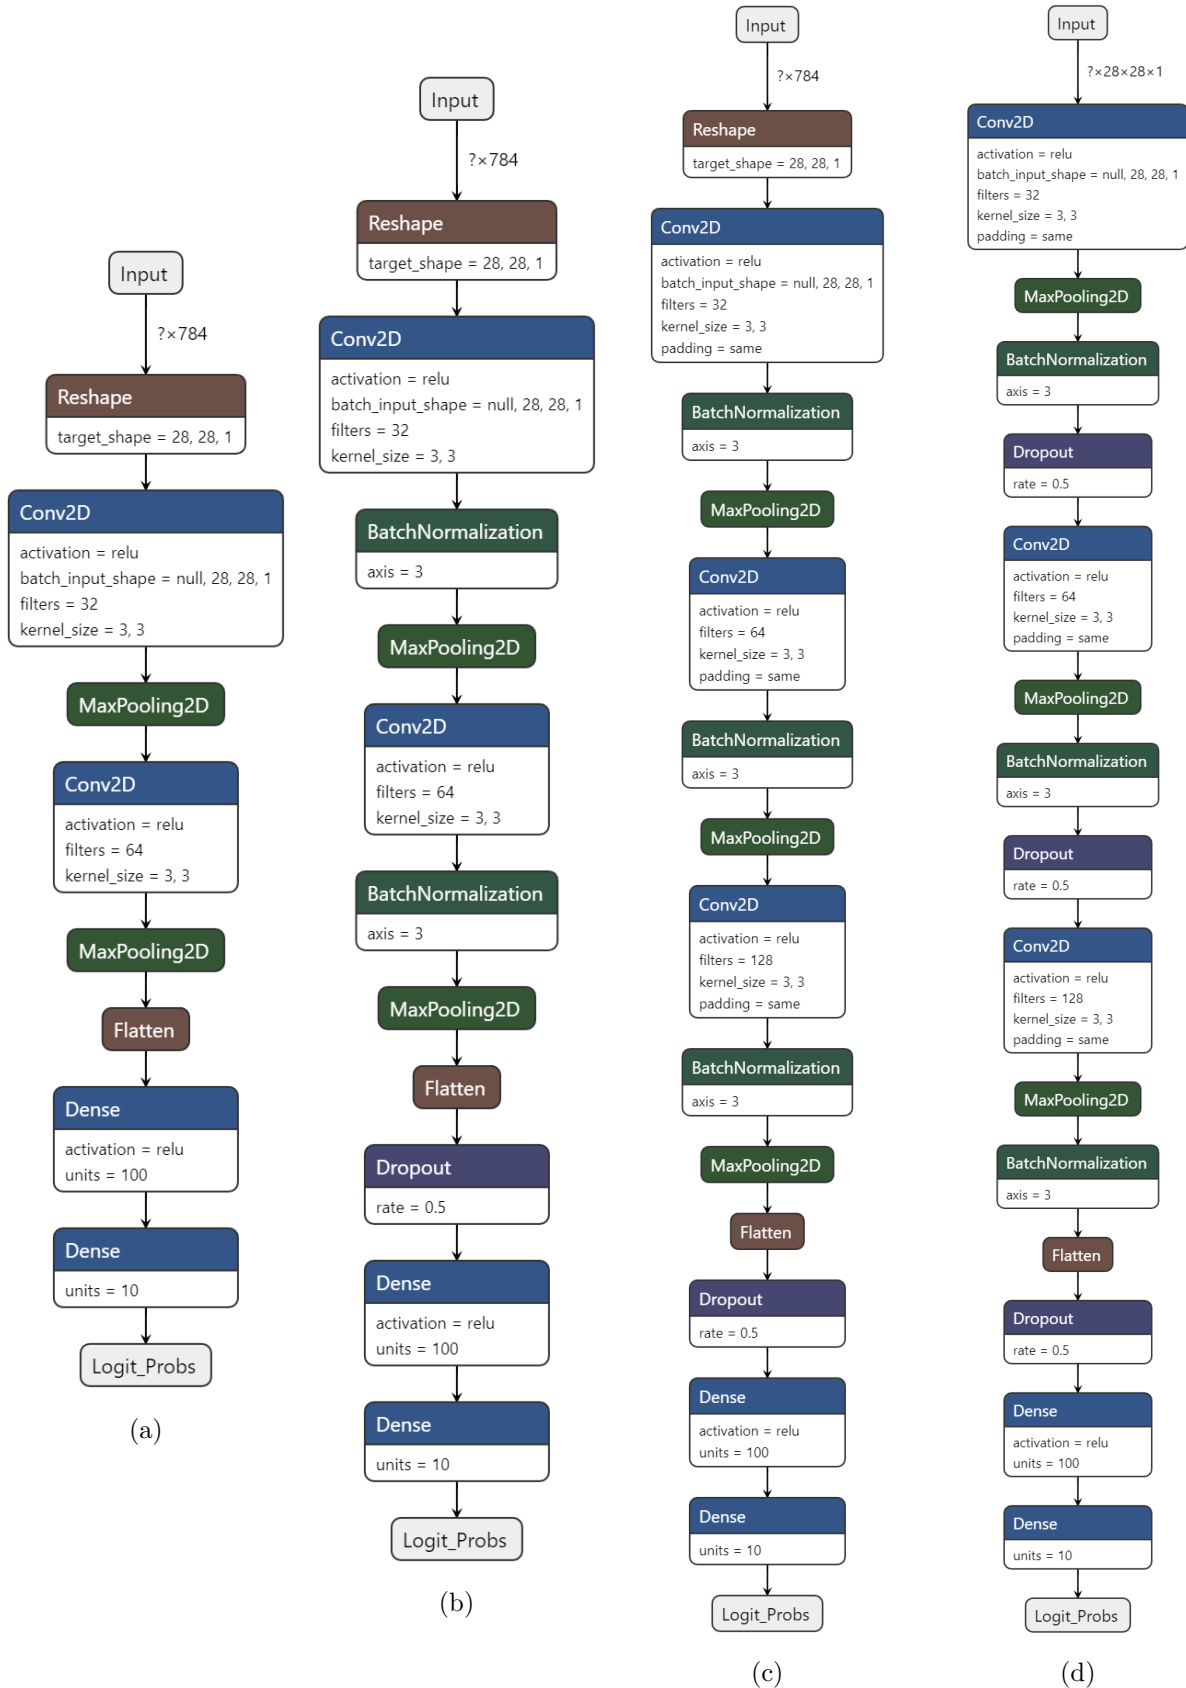 Input
?×784
Reshape
target_shape = 28, 28, 1
Conv2D
activation = relu
batch_input_shape = null, 28, 28, 1
filters = 32
kernel_size = 3, 3
MaxPooling2D
Conv2D
activation = relu
filters = 64
kernel_size = 3, 3
MaxPooling2D
Flatten
Dense
activation = relu
units = 100
Dense
units = 10
Logit_Probs
(a)
Input
?×784
Reshape
target_shape = 28, 28, 1
Conv2D
activation = relu
batch_input_shape = null, 28, 28, 1
filters = 32
kernel_size = 3, 3
BatchNormalization
axis = 3
MaxPooling2D
Conv2D
activation = relu
filters = 64
kernel_size = 3, 3
BatchNormalization
axis = 3
MaxPooling2D
Flatten
Dropout
rate = 0.5
Dense
activation = relu
units = 100
Dense
units = 10
Logit_Probs
(b)
Input
?×784
Reshape
target_shape = 28, 28, 1
Conv2D
activation = relu
batch_input_shape = null, 28, 28, 1
filters = 32
kernel_size = 3, 3
padding = same
BatchNormalization
axis = 3
MaxPooling2D
Conv2D
activation = relu
filters = 64
kernel_size = 3, 3
padding = same
BatchNormalization
axis = 3
MaxPooling2D
Conv2D
activation = relu
filters = 128
kernel_size = 3, 3
padding = same
BatchNormalization
axis = 3
MaxPooling2D
Flatten
Dropout
rate = 0.5
Dense
activation = relu
units = 100
Dense
units = 10
Logit_Probs
(c)
Input
?×28×28×1
Conv2D
activation = relu
batch_input_shape = null, 28, 28, 1
filters = 32
kernel_size = 3, 3
padding = same
MaxPooling2D
BatchNormalization
axis = 3
Dropout
rate = 0.5
Conv2D
activation = relu
filters = 64
kernel_size = 3, 3
padding = same
MaxPooling2D
BatchNormalization
axis = 3
Dropout
rate = 0.5
Conv2D
activation = relu
filters = 128
kernel_size = 3, 3
padding = same
MaxPooling2D
BatchNormalization
axis = 3
Flatten
Dropout
rate = 0.5
Dense
activation = relu
units = 100
Dense
units = 10
Logit_Probs
(d)